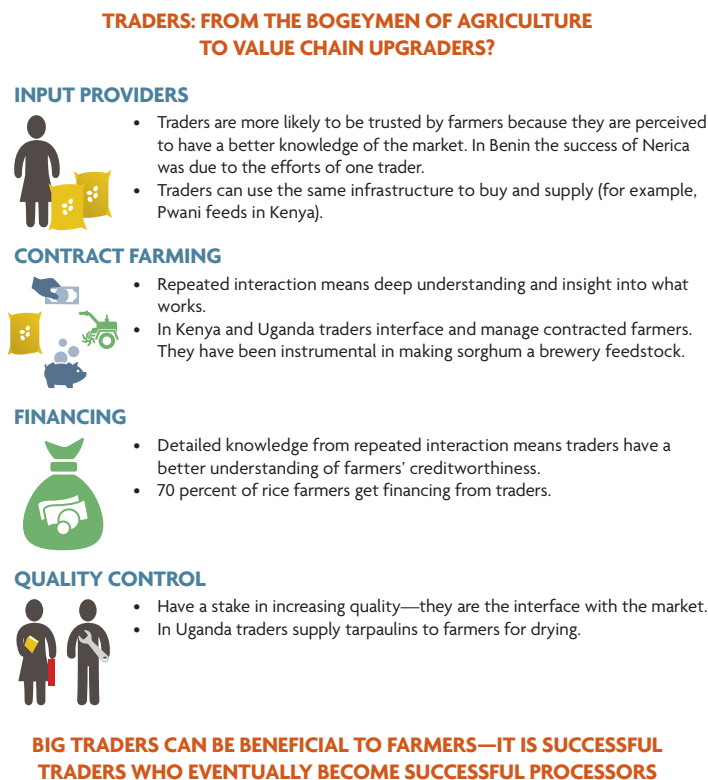 TRADERS: FROM THE BOGEYMEN OF AGRICULTURE
TO VALUE CHAIN UPGRADERS?
INPUT PROVIDERS
• Traders are more likely to be trusted by farmers because they are perceived
to have a better knowledge of the market. In Benin the success of Nerica
was due to the efforts of one trader.
• Traders can use the same infrastructure to buy and supply (for example,
Pwani feeds in Kenya).
CONTRACT FARMING
• Repeated interaction means deep understanding and insight into what
works.
• In Kenya and Uganda traders interface and manage contracted farmers.
They have been instrumental in making sorghum a brewery feedstock.
FINANCING
• Detailed knowledge from repeated interaction means traders have a
better understanding of farmers’ creditworthiness.
• 70 percent of rice farmers get financing from traders.
QUALITY CONTROL
• Have a stake in increasing quality—they are the interface with the market.
• In Uganda traders supply tarpaulins to farmers for drying.
BIG TRADERS CAN BE BENEFICIAL TO FARMERS—IT IS SUCCESSFUL
TRADERS WHO EVENTUALLY BECOME SUCCESSFUL PROCESSORS